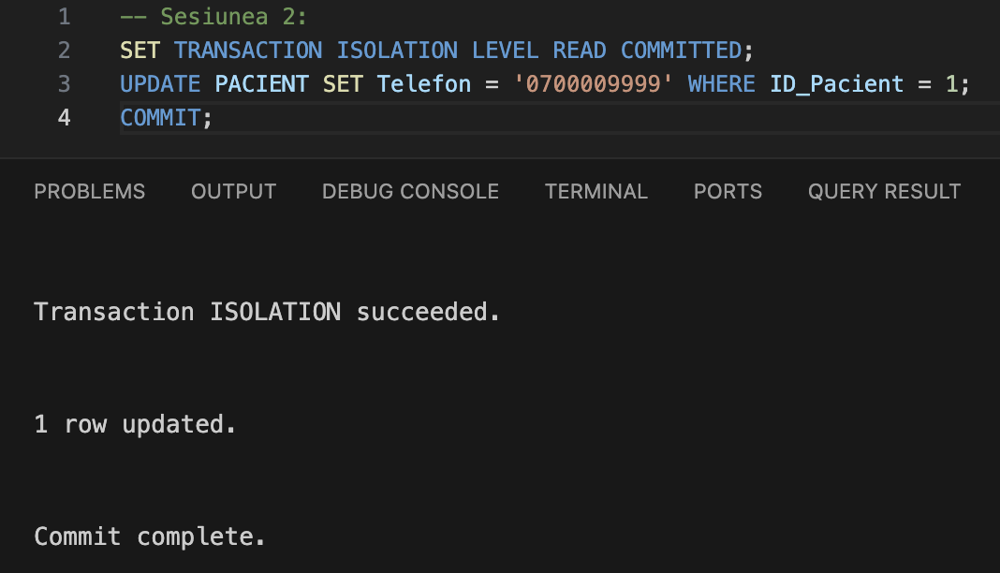 1 -- Sesiunea 2:
2 SET TRANSACTION ISOLATION LEVEL READ COMMITTED;
3 UPDATE PACIENT SET Telefon = '0700009999' WHERE ID_Pacient = 1;
4 COMMIT;
PROBLEMS OUTPUT DEBUG CONSOLE TERMINAL PORTS QUERY RESULT
Transaction ISOLATION succeeded.
1 row updated.
Commit complete.